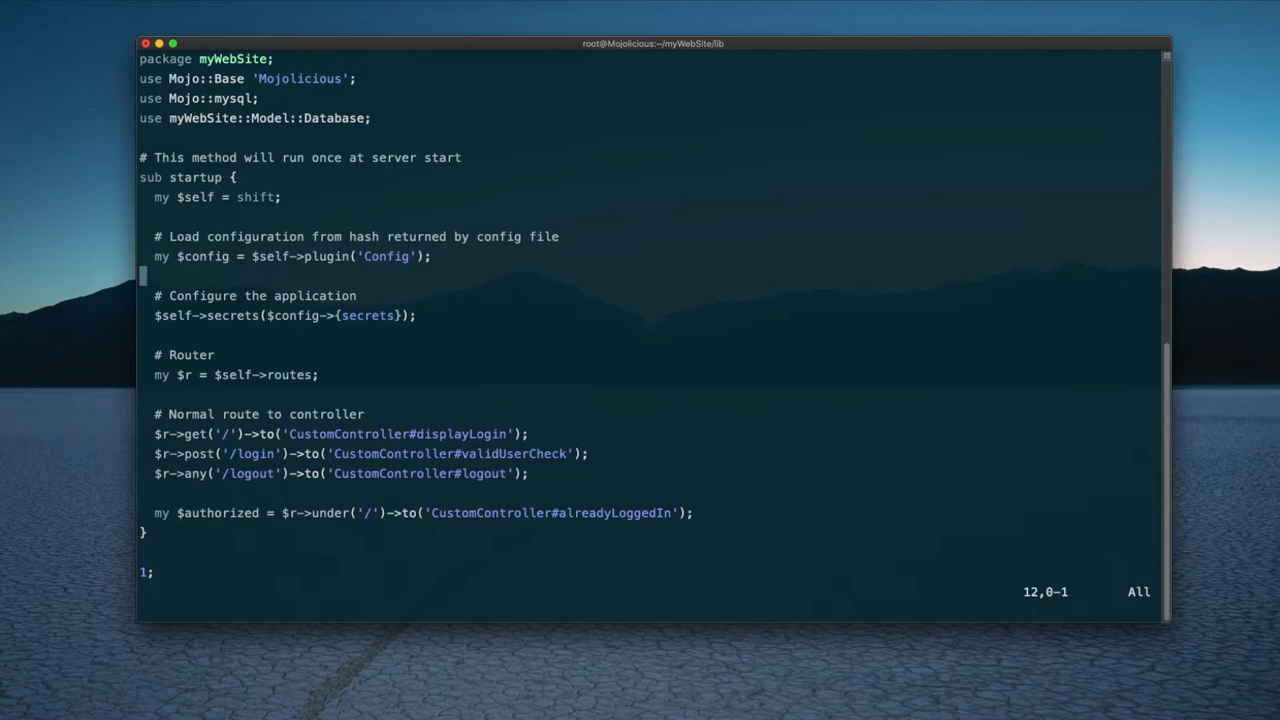 root@Mojolicious:~/myWebSite/lib
package myWebSite;
use Mojo::Base 'Mojolicious';
use Mojo::mysql;
use myWebSite::Model::Database;
# This method will run once at server start
sub startup {
  my $self = shift;
  # Load configuration from hash returned by config file
  my $config = $self->plugin('Config');
  # Configure the application
  $self->secrets($config->{secrets});
  # Router
  my $r = $self->routes;
  # Normal route to controller
  $r->get('/')->to('CustomController#displayLogin');
  $r->post('/login')->to('CustomController#validUserCheck');
  $r->any('/logout')->to('CustomController#logout');
  my $authorized = $r->under('/')->to('CustomController#alreadyLoggedIn');
}
1;
12,0-1 All